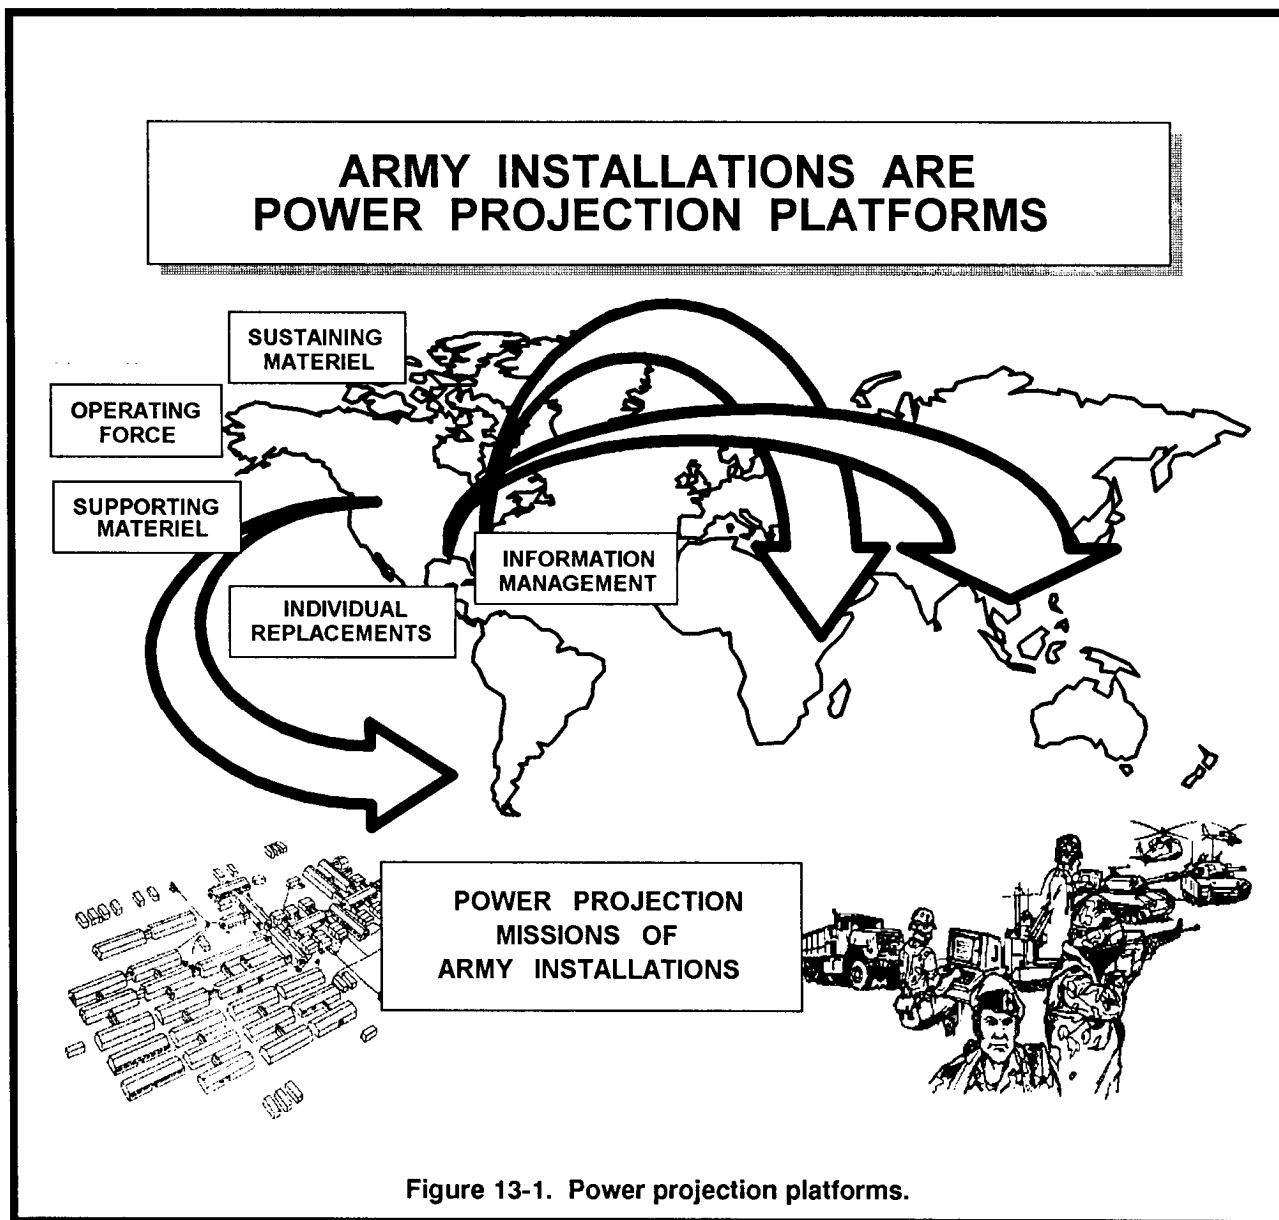 ARMY INSTALLATIONS ARE
POWER PROJECTION PLATFORMS
SUSTAINING
MATERIEL
OPERATING
FORCE
SUPPORTING
MATERIEL
INFORMATION
MANAGEMENT
INDIVIDUAL
REPLACEMENTS
POWER PROJECTION
MISSIONS OF
ARMY INSTALLATIONS
Figure 13-1. Power projection platforms.